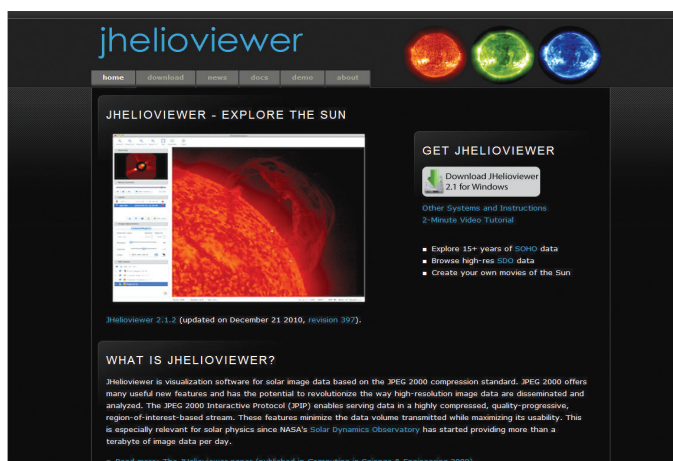 jhelioviewer
home download news docs demo about
JHELIOVIEWER - EXPLORE THE SUN
JHelioviewer 2.1.2 (updated on December 21 2010, revision 397).
GET JHELIOVIEWER
Download JHelioviewer
2.1 for Windows
Other Systems and Instructions
2-Minute Video Tutorial
Explore 15+ years of SOHO data
Browse high-res SDO data
Create your own movies of the Sun
WHAT IS JHELIOVIEWER?
JHelioviewer is visualization software for solar image data based on the JPEG 2000 compression standard. JPEG 2000 offers
many useful new features and has the potential to revolutionize the way high-resolution image data are disseminated and
analyzed. The JPEG 2000 Interactive Protocol (JPIP) enables serving data in a highly compressed, quality-progressive,
region-of-interest-based stream. These features minimize the data volume transmitted while maximizing its usability. This
is especially relevant for solar physics since NASA's Solar Dynamics Observatory has started providing more than a
terabyte of image data per day.